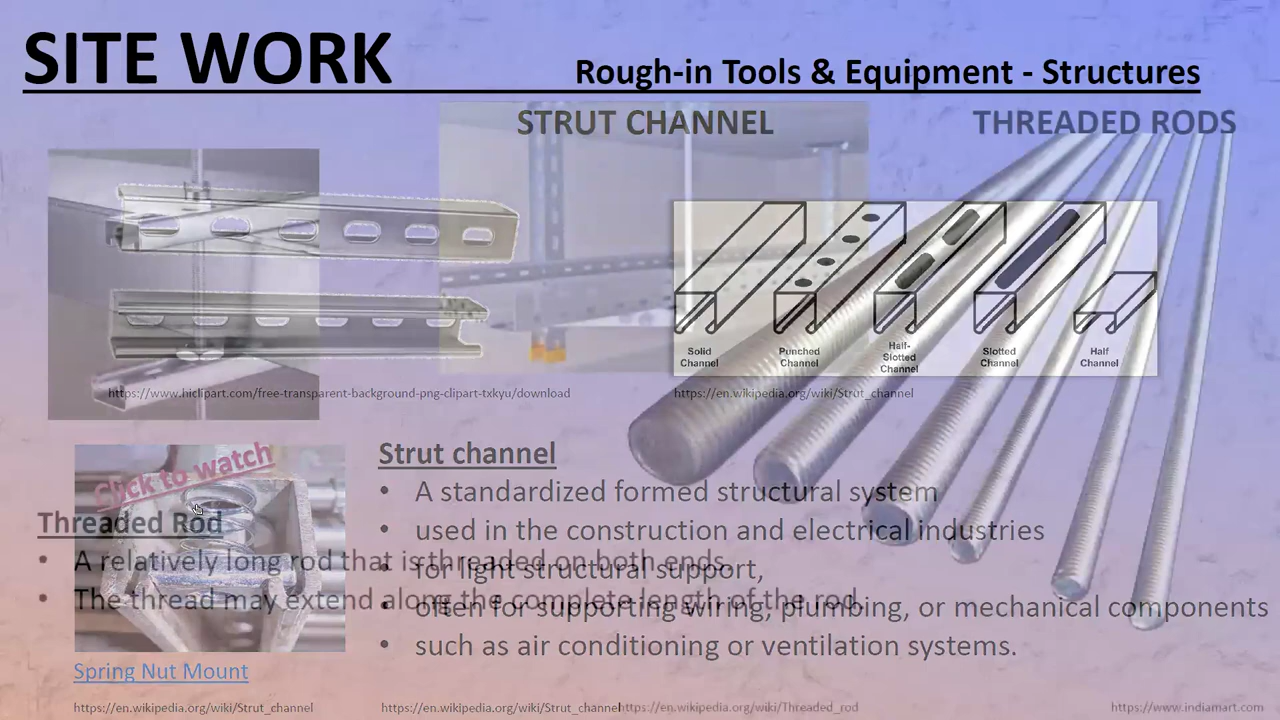 SITE WORK
Rough-in Tools & Equipment - Structures
STRUT CHANNEL
THREADED RODS
Solid
Channel
Punched
Channel
Half-
Slotted
Channel
Slotted
Channel
Half
Channel
https://www.hiclipart.com/free-transparent-background-png-clipart-txkyu/download
https://en.wikipedia.org/wiki/Strut_channel
Click to watch
Spring Nut Mount
Strut channel
• A standardized formed structural system
• used in the construction and electrical industries
• for light structural support,
• often for supporting wiring, plumbing, or mechanical components
• such as air conditioning or ventilation systems.
Threaded Rod
• A relatively long rod that is threaded on both ends.
• The thread may extend along the complete length of the rod.
https://en.wikipedia.org/wiki/Strut_channel
https://en.wikipedia.org/wiki/Strut_channel
https://en.wikipedia.org/wiki/Threaded_rod
https://www.indiamart.com